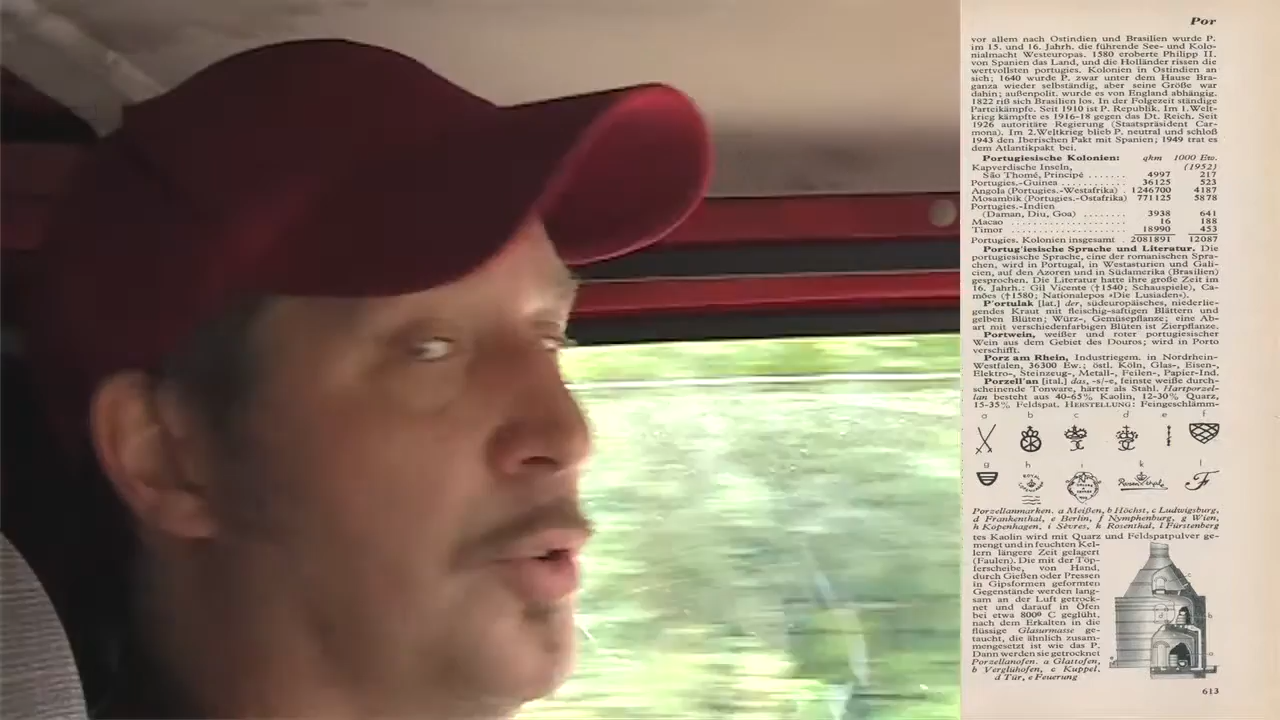 Por
vor allem nach Ostindien und Brasilien wurde P.
im 15. und 16. Jahrh. die führende See- und Kolo-
nialmacht Westeuropas. 1580 eroberte Philipp II.
von Spanien das Land, und die Holländer rissen die
wertvollsten portugies. Kolonien in Ostindien an
sich; 1640 wurde P. zwar unter dem Hause Bra-
ganza wieder selbständig, aber seine Größe war
dahin; außenpolit. wurde es von England abhängig.
1822 riß sich Brasilien los. In der Folgezeit ständige
Parteikämpfe. Seit 1910 ist P. Republik. Im 1.Welt-
krieg kämpfte es 1916-18 gegen das Dt. Reich. Seit
1926 autoritäre Regierung (Staatspräsident Car-
mona). Im 2.Weltkrieg blieb P. neutral und schloß
1943 den Iberischen Pakt mit Spanien; 1949 trat es
dem Atlantikpakt bei.
Portugiesische Kolonien: qkm 1000 Ew.
Kapverdische Inseln, (1952)
São Thomé, Principé ....... 4997 217
Portugies.-Guinea ............ 36125 523
Angola (Portugies.-Westafrika) . 1246700 4187
Mosambik (Portugies.-Ostafrika) 771125 5878
Portugies.-Indien
(Daman, Diu, Goa) ........ 3938 641
Macao .................... 16 188
Timor .................... 18990 453
Portugies. Kolonien insgesamt . 2081891 12087
Portug'iesische Sprache und Literatur. Die
portugiesische Sprache, eine der romanischen Spra-
chen, wird in Portugal, in Westasturien und Gali-
cien, auf den Azoren und in Südamerika (Brasilien)
gesprochen. Die Literatur hatte ihre große Zeit im
16. Jahrh.: Gil Vicente (†1540; Schauspiele), Ca-
mões (†1580; Nationalepos »Die Lusiaden«).
P'ortulak [lat.] der, südeuropäisches, niederlie-
gendes Kraut mit fleischig-saftigen Blättern und
gelben Blüten; Würz-, Gemüsepflanze; eine Ab-
art mit verschiedenfarbigen Blüten ist Zierpflanze.
Portwein, weißer und roter portugiesischer
Wein aus dem Gebiet des Douros; wird in Porto
verschifft.
Porz am Rhein, Industriegem. in Nordrhein-
Westfalen, 36300 Ew.; östl. Köln, Glas-, Eisen-,
Elektro-, Steinzeug-, Metall-, Feilen-, Papier-Ind.
Porzell'an [ital.] das, -s/-e, feinste weiße durch-
scheinende Tonware, härter als Stahl. Hartporzel-
lan besteht aus 40-65% Kaolin, 12-30% Quarz,
15-35% Feldspat. HERSTELLUNG: Feingeschlämm-
a b c d e f
g h i k l
ROYAL
COPENHAGEN
Rosenthal
F
Porzellanmarken. a Meißen, b Höchst, c Ludwigsburg,
d Frankenthal, e Berlin, f Nymphenburg, g Wien,
h Kopenhagen, i Sèvres, k Rosenthal, l Fürstenberg
tes Kaolin wird mit Quarz und Feldspatpulver ge-
mengt und in feuchten Kel-
lern längere Zeit gelagert
(Faulen). Die mit der Töp-
ferscheibe, von Hand,
durch Gießen oder Pressen
in Gipsformen geformten
Gegenstände werden lang-
sam an der Luft getrock-
net und darauf in Öfen
bei etwa 800° C geglüht,
nach dem Erkalten in die
flüssige Glasurmasse ge-
taucht, die ähnlich zusam-
mengesetzt ist wie das P.
Dann werden sie getrocknet
Porzellanofen. a Glattofen,
b Verglühofen, c Kuppel,
d Tür, e Feuerung
613